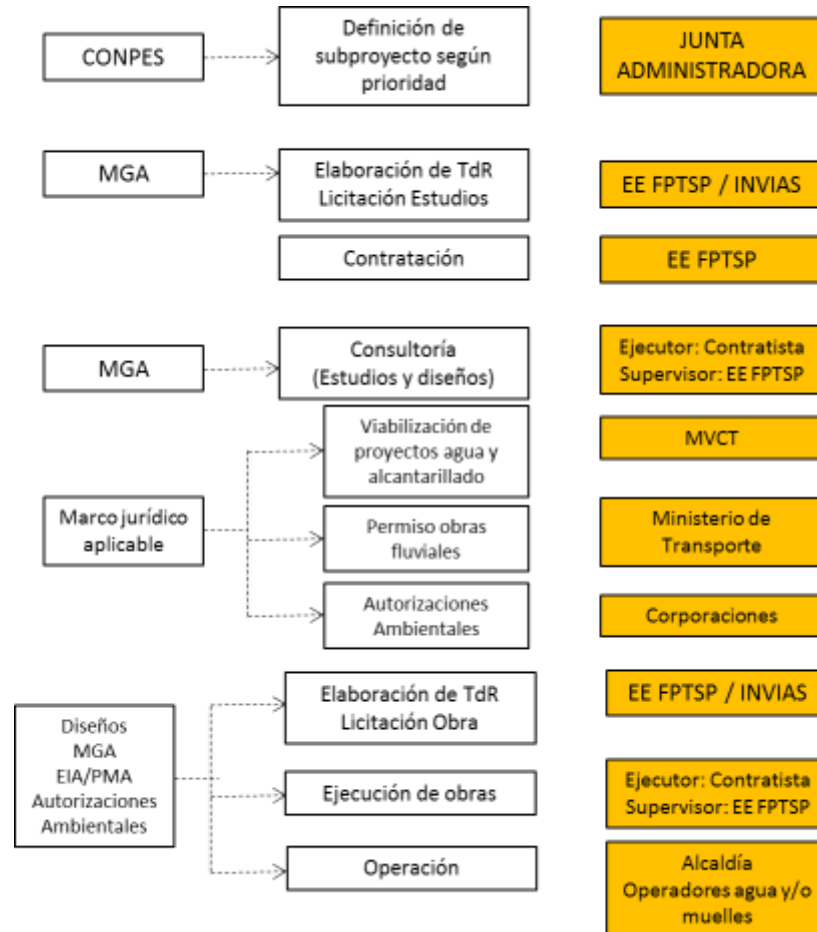 CONPES
Definición de
subproyecto según
prioridad
JUNTA
ADMINISTRADORA
MGA
Elaboración de TdR
Licitación Estudios
EE FPTSP / INVIAS
Contratación
EE FPTSP
MGA
Consultoría
(Estudios y diseños)
Ejecutor: Contratista
Supervisor: EE FPTSP
Marco jurídico
aplicable
Viabilización de
proyectos agua y
alcantarillado
MVCT
Permiso obras
fluviales
Ministerio de
Transporte
Autorizaciones
Ambientales
Corporaciones
Diseños
MGA
EIA/PMA
Autorizaciones
Ambientales
Elaboración de TdR
Licitación Obra
EE FPTSP / INVIAS
Ejecución de obras
Ejecutor: Contratista
Supervisor: EE FPTSP
Operación
Alcaldía
Operadores agua y/o
muelles